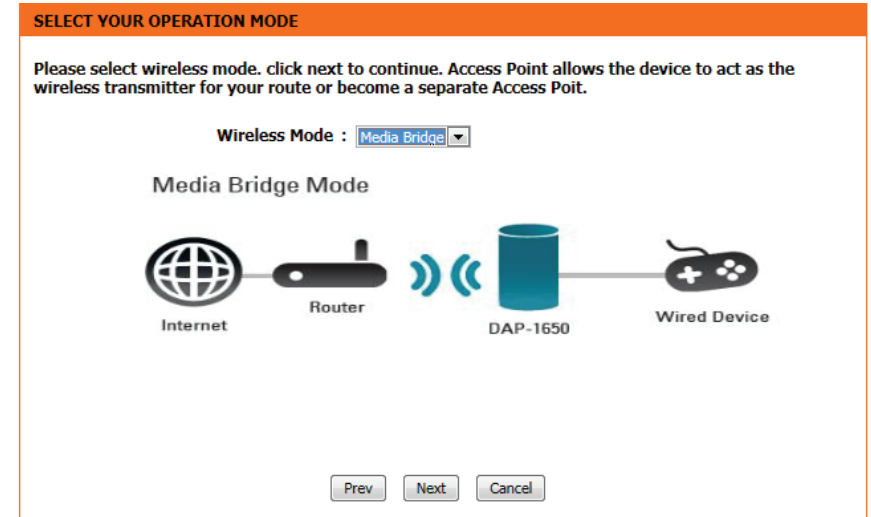 SELECT YOUR OPERATION MODE
Please select wireless mode. click next to continue. Access Point allows the device to act as the
wireless transmitter for your route or become a separate Access Poit.
Wireless Mode : Media Bridge
Media Bridge Mode
Internet
Router
DAP-1650
Wired Device
Prev Next Cancel